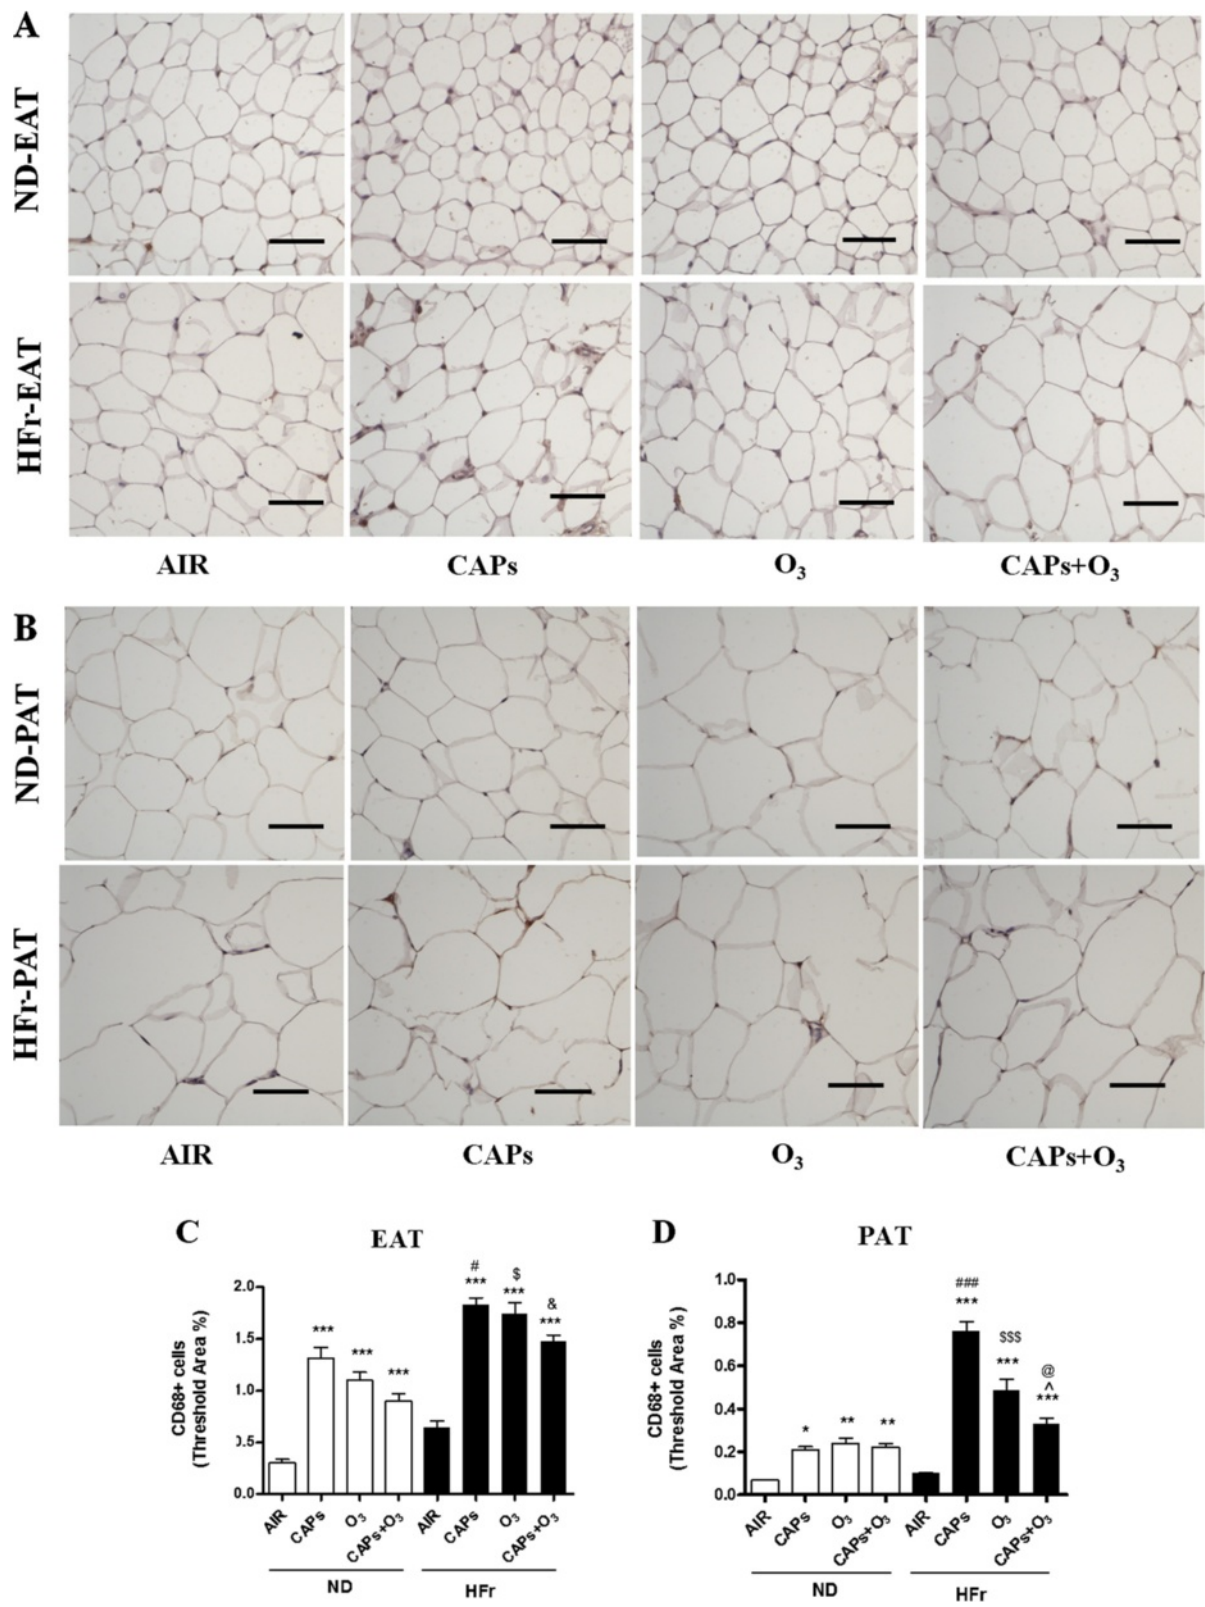 A
ND-EAT
HFr-EAT
AIR CAPs O₃ CAPs+O₃
B
ND-PAT
HFr-PAT
AIR CAPs O₃ CAPs+O₃
C EAT
CD68+ cells
(Threshold Area %)
2.0
1.5
1.0
0.5
0.0
*** *** ***
# $ &
*** *** ***
AIR CAPs O₃ CAPs+O₃ AIR CAPs O₃ CAPs+O₃
ND HFr
D PAT
CD68+ cells
(Threshold Area %)
1.0
0.8
0.6
0.4
0.2
0.0
* ** **
### $$$ @
^
*** *** ***
AIR CAPs O₃ CAPs+O₃ AIR CAPs O₃ CAPs+O₃
ND HFr